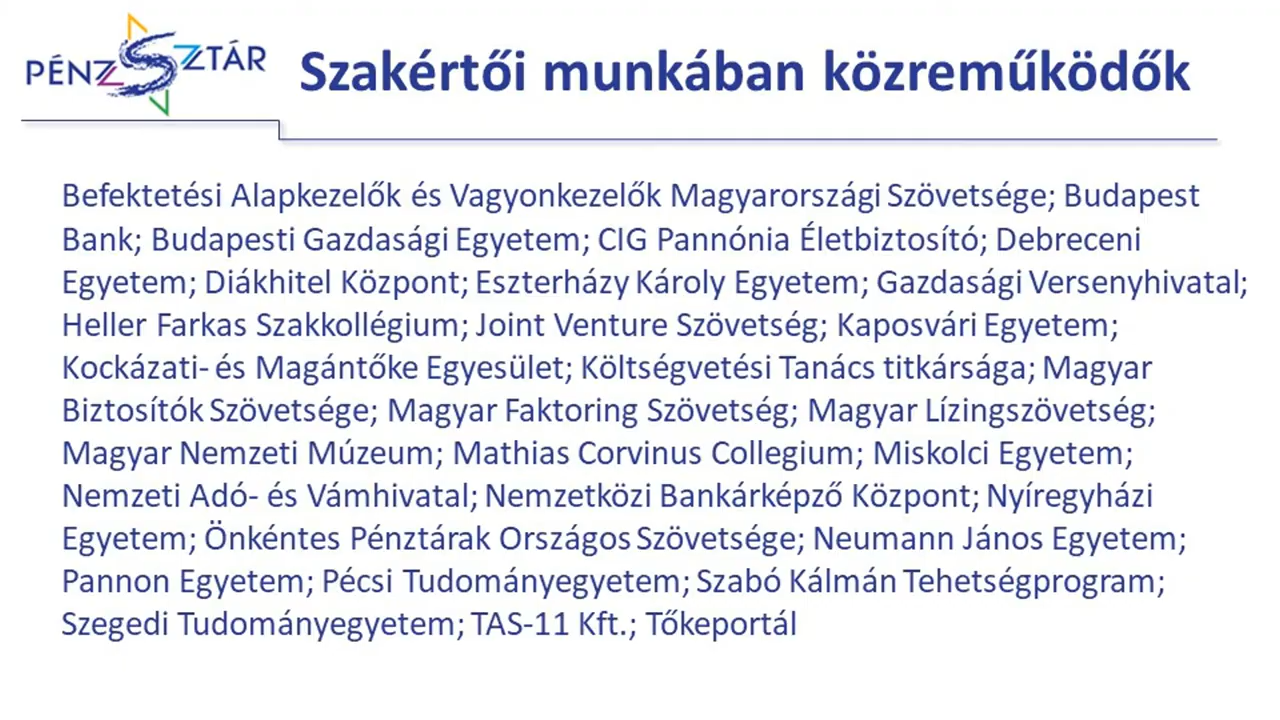 PÉNZSZTÁR
Szakértői munkában közreműködők
Befektetési Alapkezelők és Vagyonkezelők Magyarországi Szövetsége; Budapest
Bank; Budapesti Gazdasági Egyetem; CIG Pannónia Életbiztosító; Debreceni
Egyetem; Diákhitel Központ; Eszterházy Károly Egyetem; Gazdasági Versenyhivatal;
Heller Farkas Szakkollégium; Joint Venture Szövetség; Kaposvári Egyetem;
Kockázati- és Magántőke Egyesület; Költségvetési Tanács titkársága; Magyar
Biztosítók Szövetsége; Magyar Faktoring Szövetség; Magyar Lízingszövetség;
Magyar Nemzeti Múzeum; Mathias Corvinus Collegium; Miskolci Egyetem;
Nemzeti Adó- és Vámhivatal; Nemzetközi Bankárképző Központ; Nyíregyházi
Egyetem; Önkéntes Pénztárak Országos Szövetsége; Neumann János Egyetem;
Pannon Egyetem; Pécsi Tudományegyetem; Szabó Kálmán Tehetségprogram;
Szegedi Tudományegyetem; TAS-11 Kft.; Tőkeportál